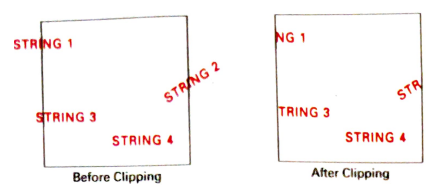 STRING 1
STRING 2
STRING 3
STRING 4
Before Clipping
NG 1
STR
TRING 3
STRING 4
After Clipping